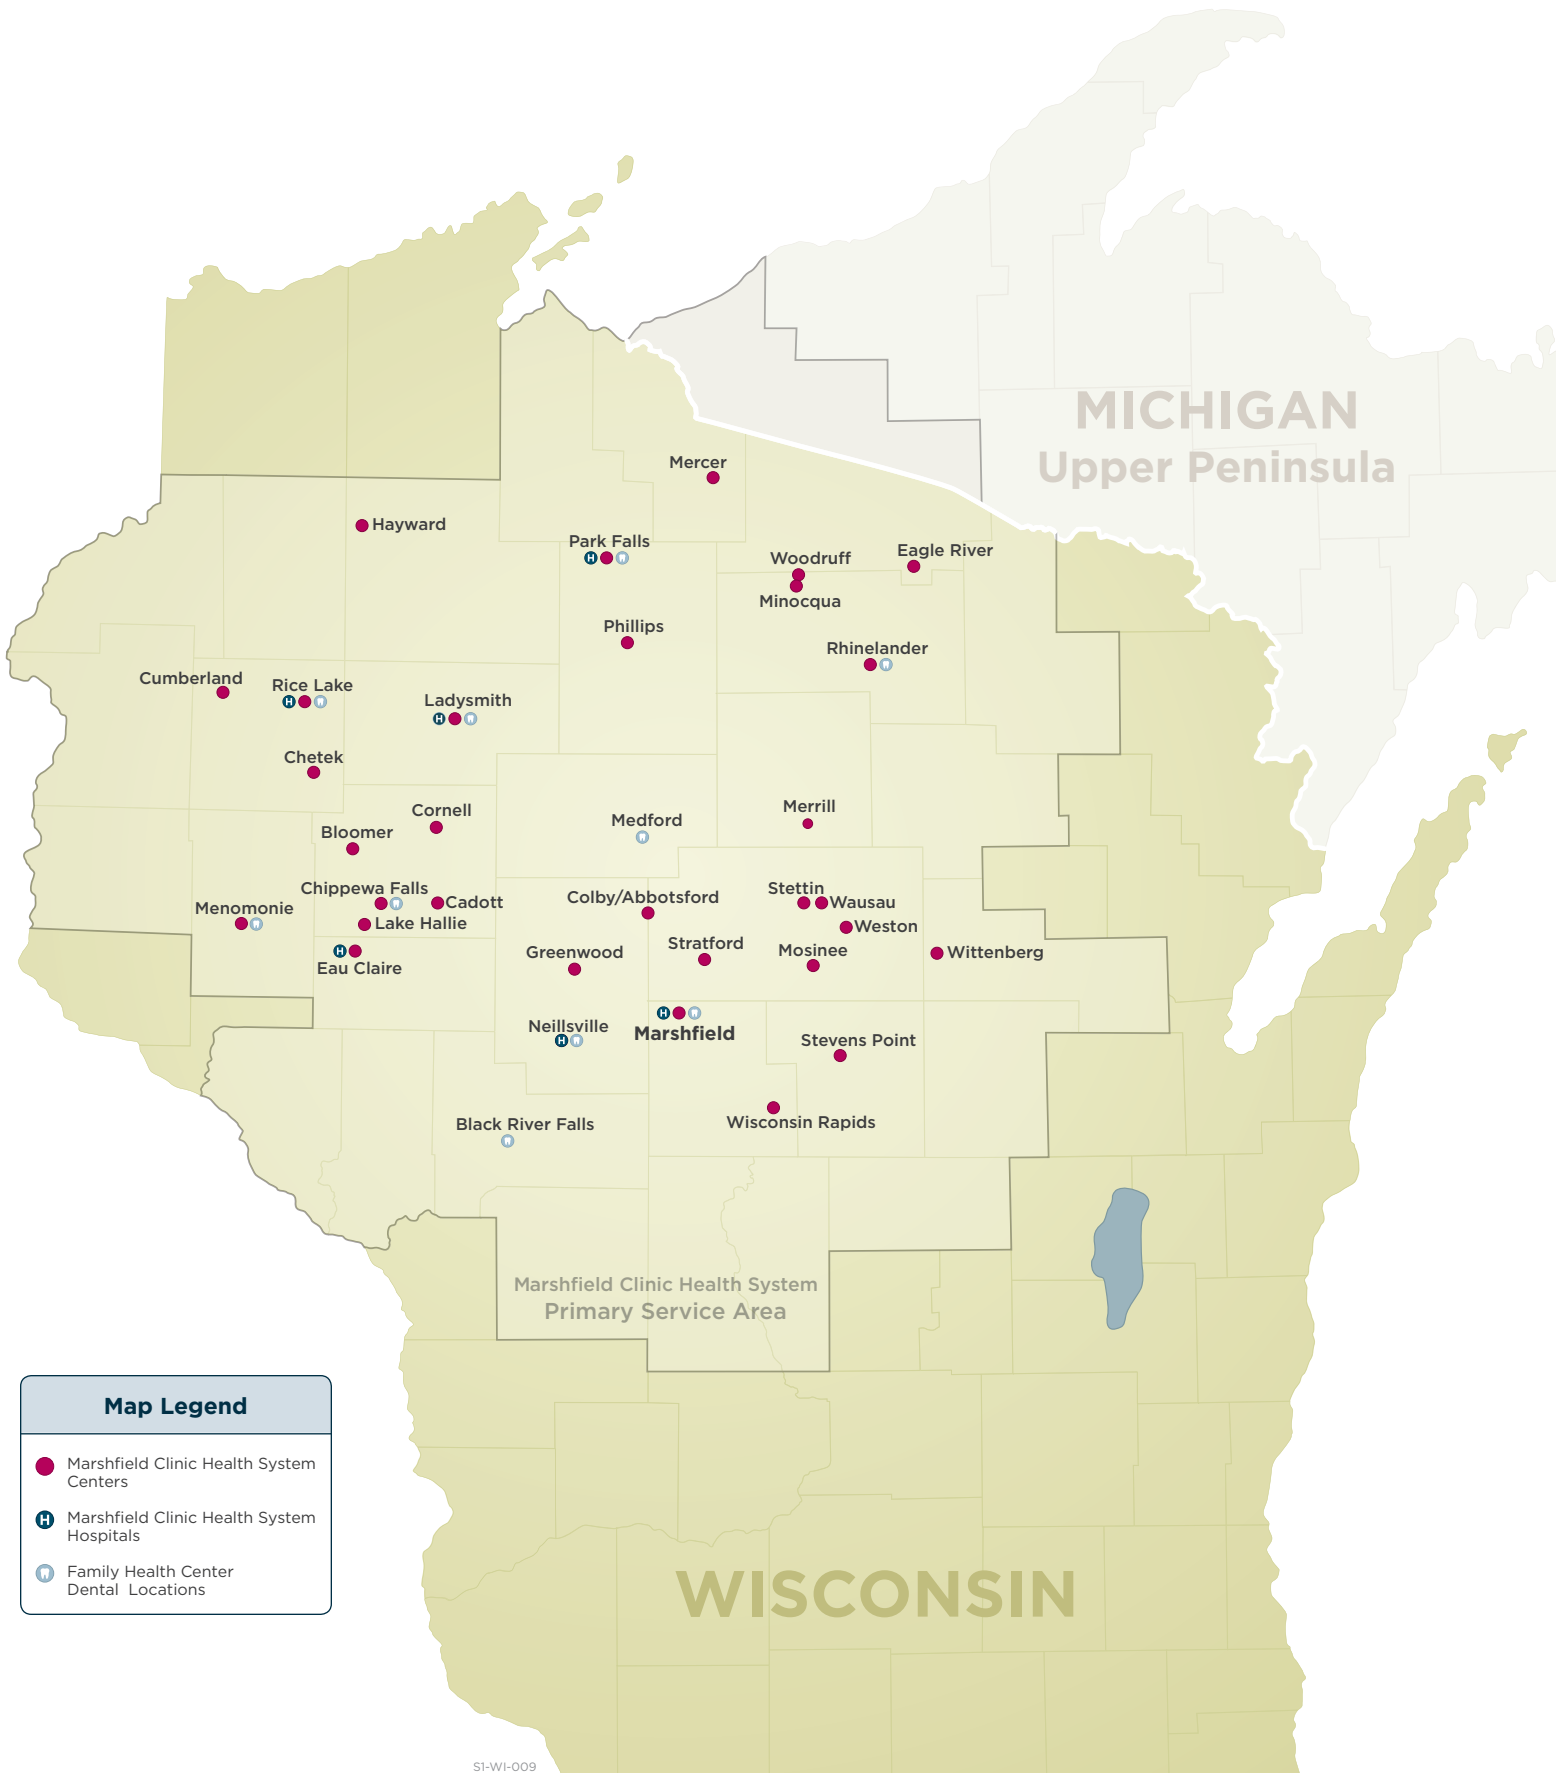 MICHIGAN
Upper Peninsula
Mercer
Hayward
Park Falls
H
Woodruff
Eagle River
Minocqua
Phillips
Rhinelander
Cumberland
Rice Lake
H
Ladysmith
H
Chetek
Cornell
Merrill
Medford
Bloomer
Chippewa Falls
Cadott
Colby/Abbotsford
Stettin
Wausau
Menomonie
Lake Hallie
Weston
Stratford
Mosinee
Wittenberg
Greenwood
H
Eau Claire
H
Marshfield
Neillsville
H
Stevens Point
Black River Falls
Wisconsin Rapids
Marshfield Clinic Health System
Primary Service Area
Map Legend
Marshfield Clinic Health System
Centers
H
Marshfield Clinic Health System
Hospitals
Family Health Center
Dental Locations
WISCONSIN
S1-WI-009